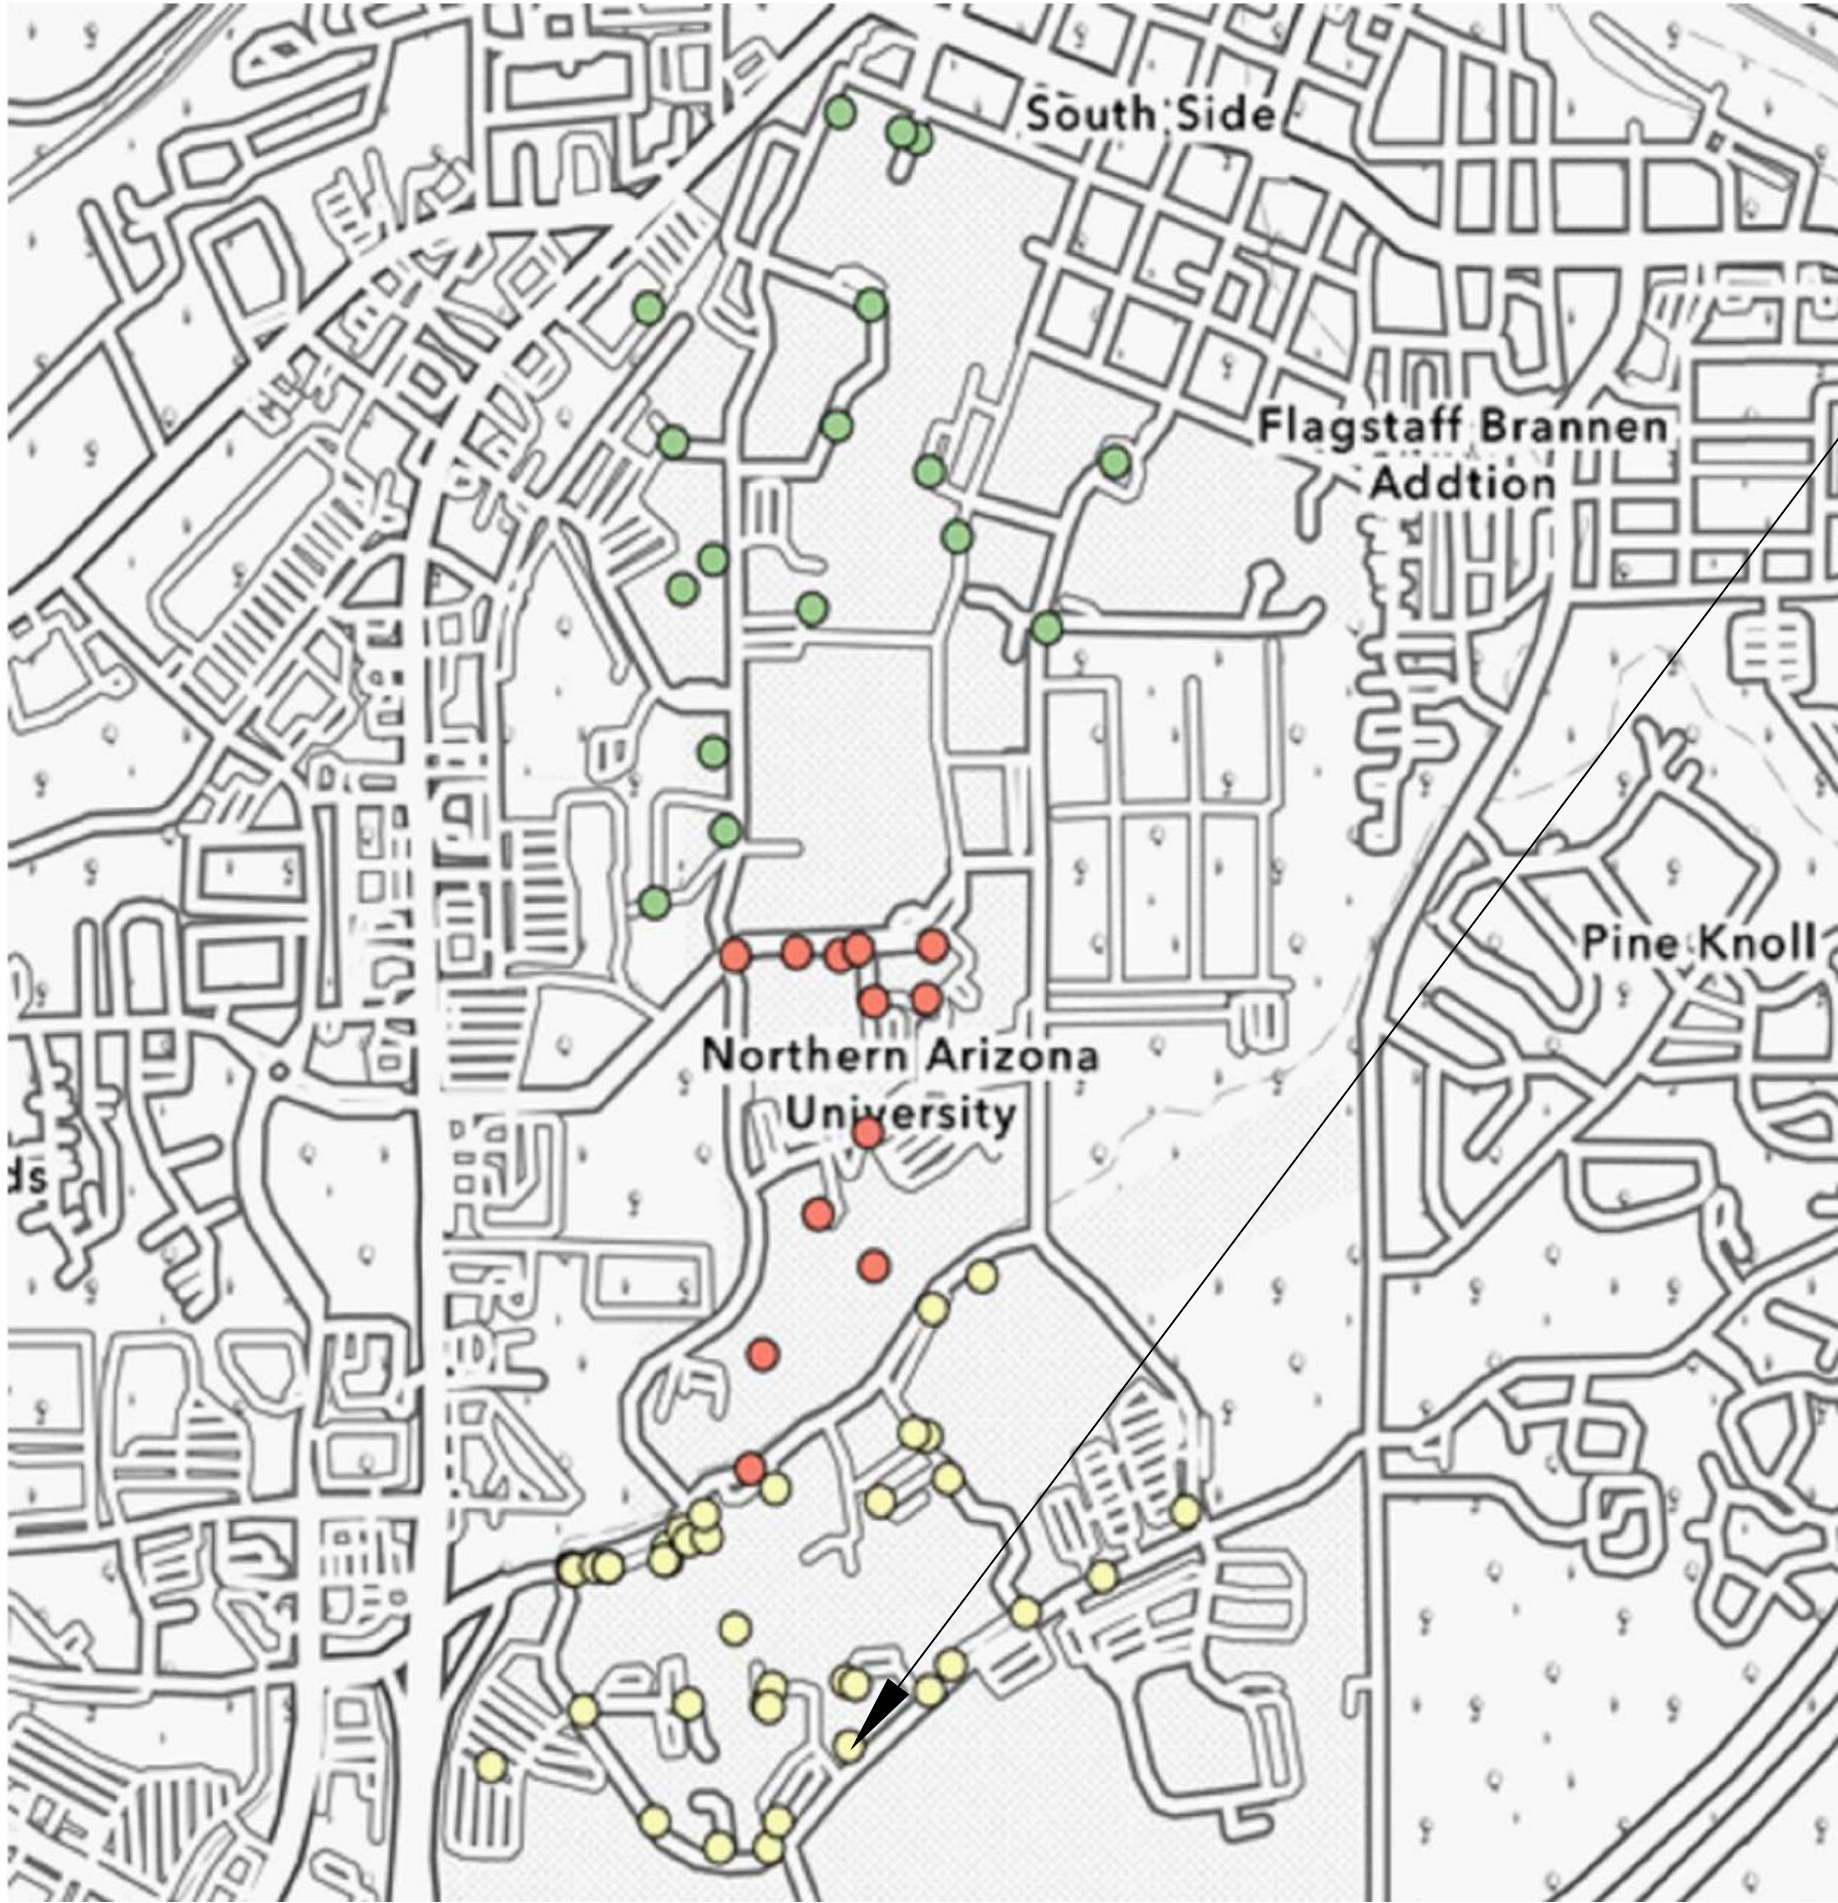 South Side
Flagstaff Brannen
Addtion
Pine Knoll
Northern Arizona
University
ds